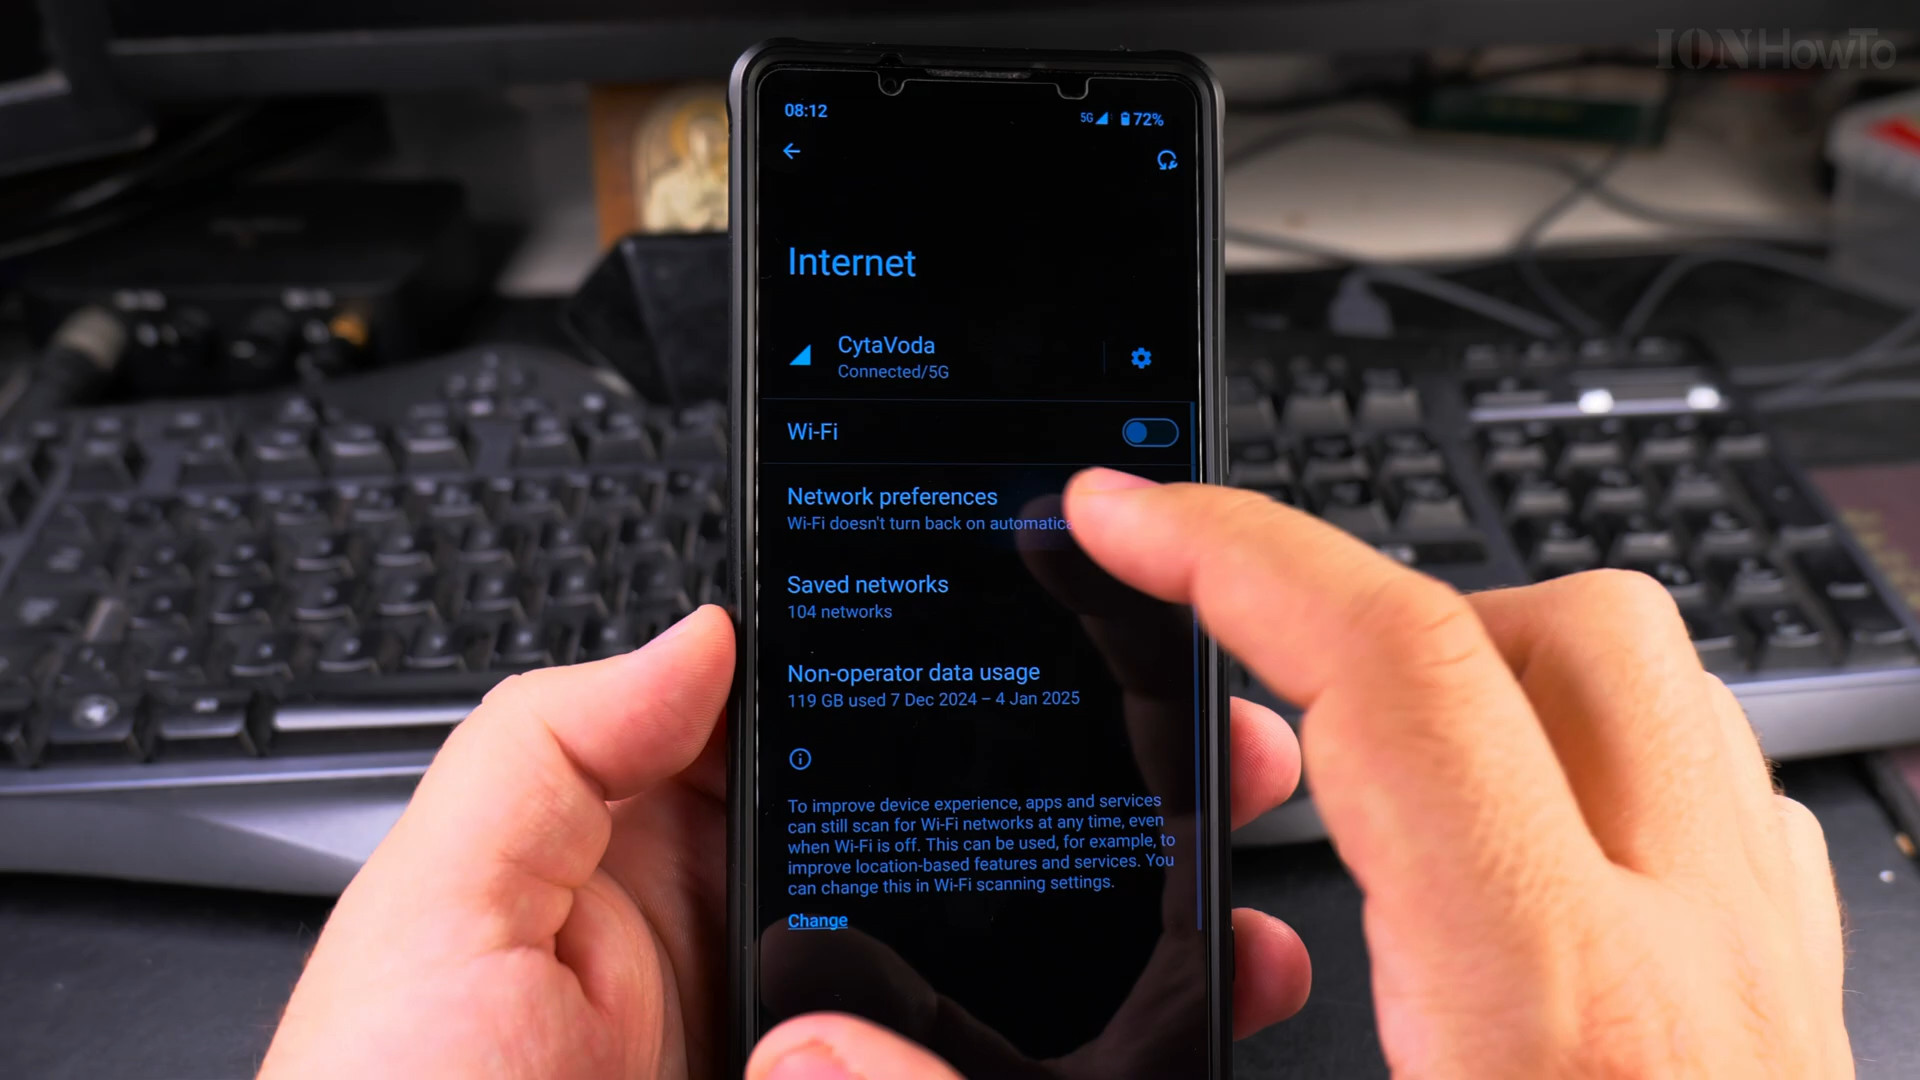 IONHowTo
08:12
5G 72%
Internet
CytaVoda
Connected/5G
Wi-Fi
Network preferences
Wi-Fi doesn't turn back on
Saved networks
104 networks
Non-operator data usage
119 GB used 7 Dec 2024 – 4 Jan 2025
To improve device experience, apps and services
can still scan for Wi-Fi networks at any time, even
when Wi-Fi is off. This can be used, for example, to
improve location-based features and services. You
can change this in Wi-Fi scanning settings.
Change